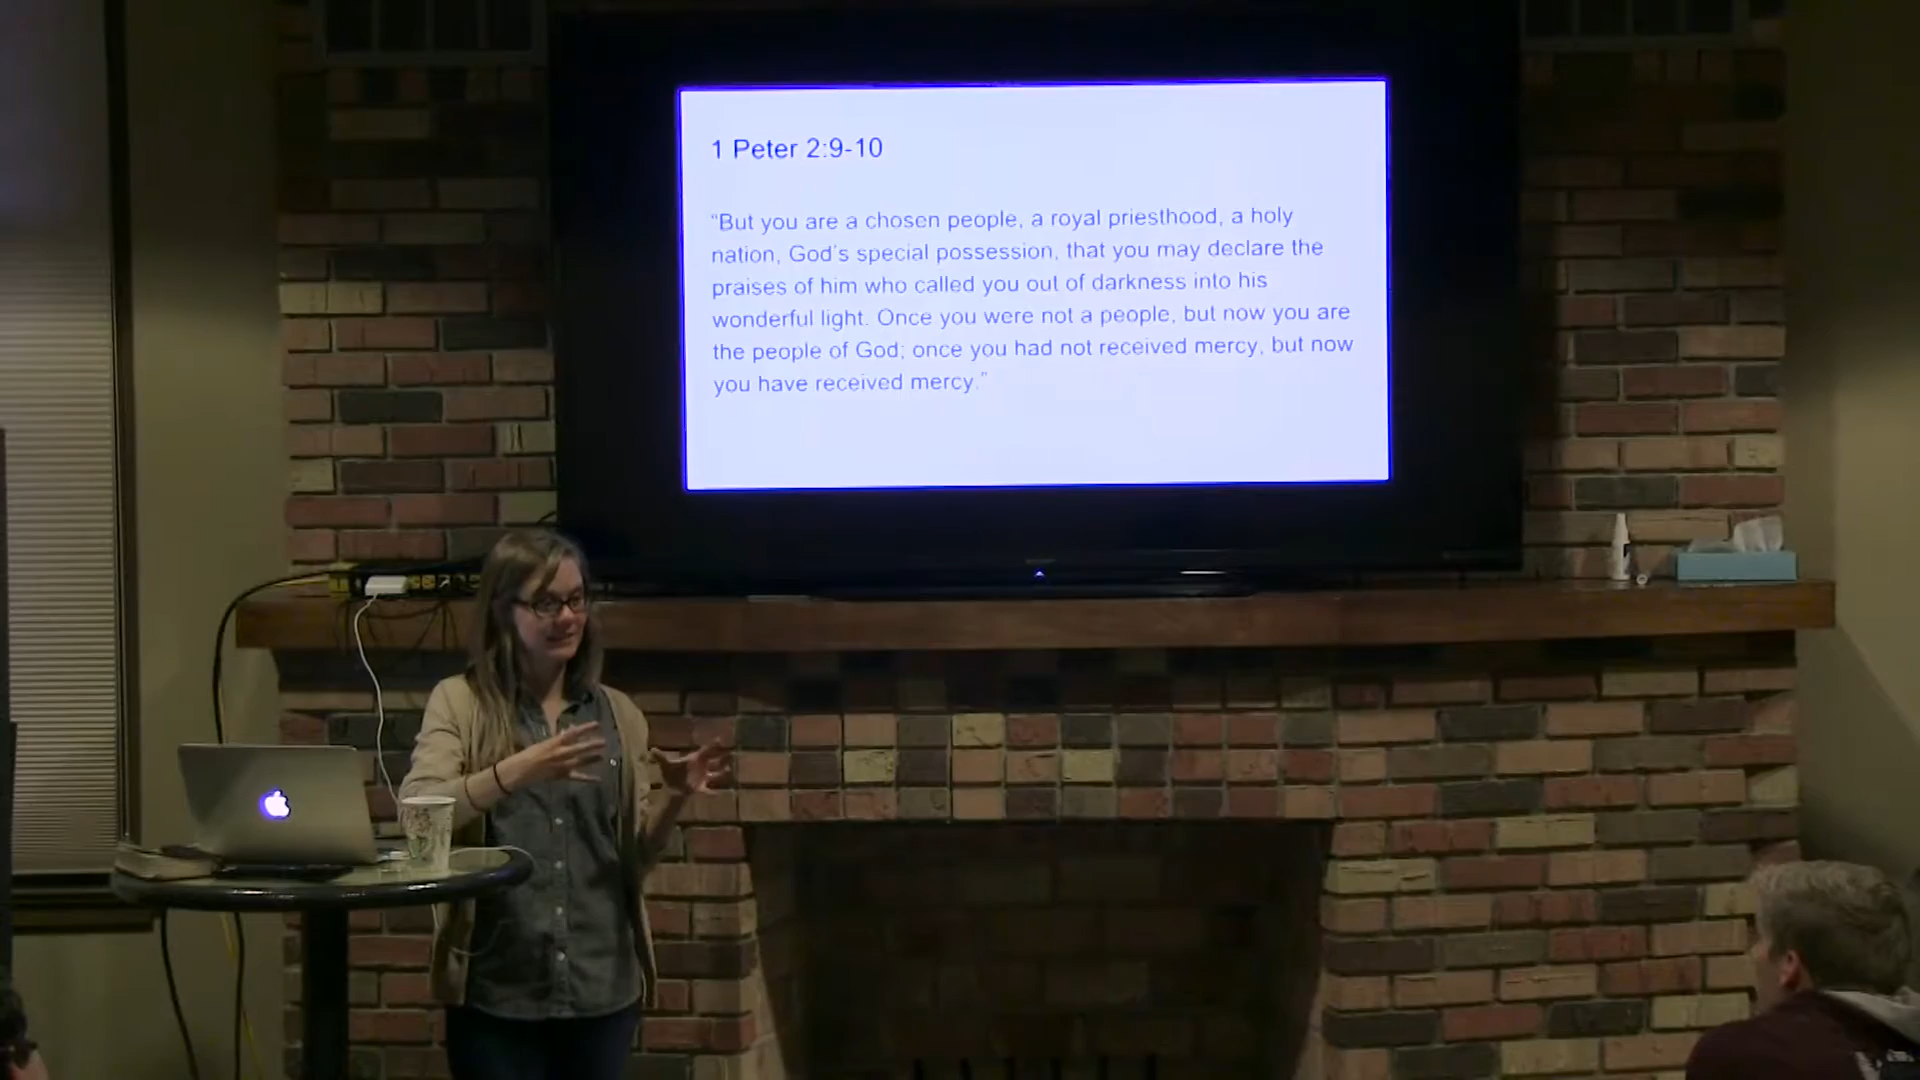 1 Peter 2:9-10
“But you are a chosen people, a royal priesthood, a holy
nation, God's special possession, that you may declare the
praises of him who called you out of darkness into his
wonderful light. Once you were not a people, but now you are
the people of God; once you had not received mercy, but now
you have received mercy.”